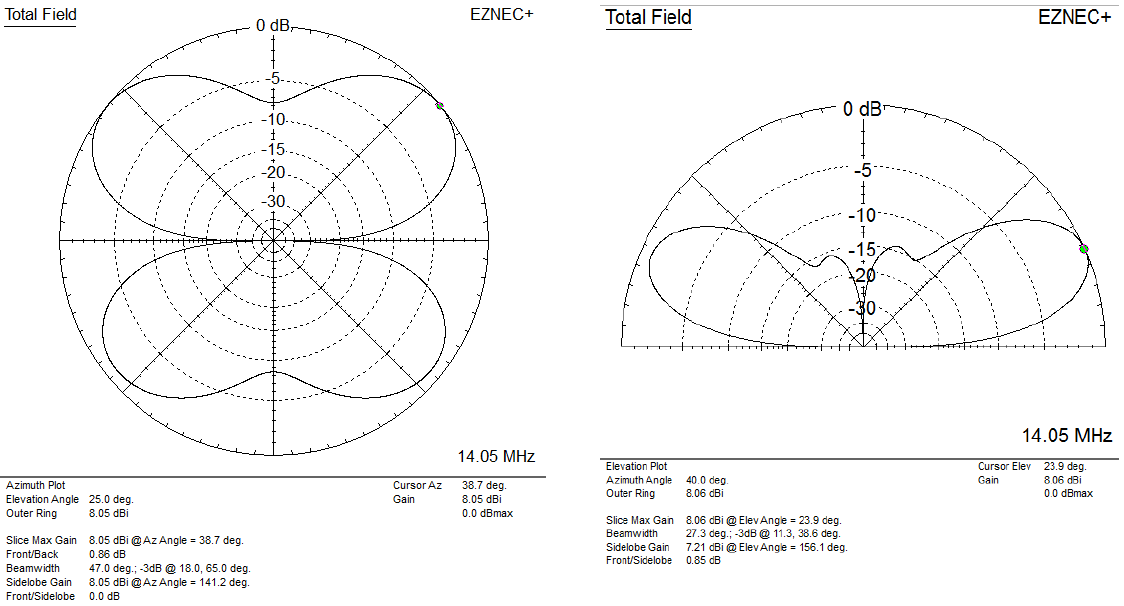 Total Field
EZNEC+
0 dB
-5
-10
-15
-20
-30
14.05 MHz
Azimuth Plot
Elevation Angle 25.0 deg.
Outer Ring 8.05 dBi
Cursor Az 38.7 deg.
Gain 8.05 dBi
0.0 dBmax
Slice Max Gain 8.05 dBi @ Az Angle = 38.7 deg.
Front/Back 0.86 dB
Beamwidth 47.0 deg.; -3dB @ 18.0, 65.0 deg.
Sidelobe Gain 8.05 dBi @ Az Angle = 141.2 deg.
Front/Sidelobe 0.0 dB
Total Field
EZNEC+
0 dB
-5
-10
-15
-20
-30
14.05 MHz
Elevation Plot
Azimuth Angle 40.0 deg.
Outer Ring 8.06 dBi
Cursor Elev 23.9 deg.
Gain 8.06 dBi
0.0 dBmax
Slice Max Gain 8.06 dBi @ Elev Angle = 23.9 deg.
Beamwidth 27.3 deg.; -3dB @ 11.3, 38.6 deg.
Sidelobe Gain 7.21 dBi @ Elev Angle = 156.1 deg.
Front/Sidelobe 0.85 dB